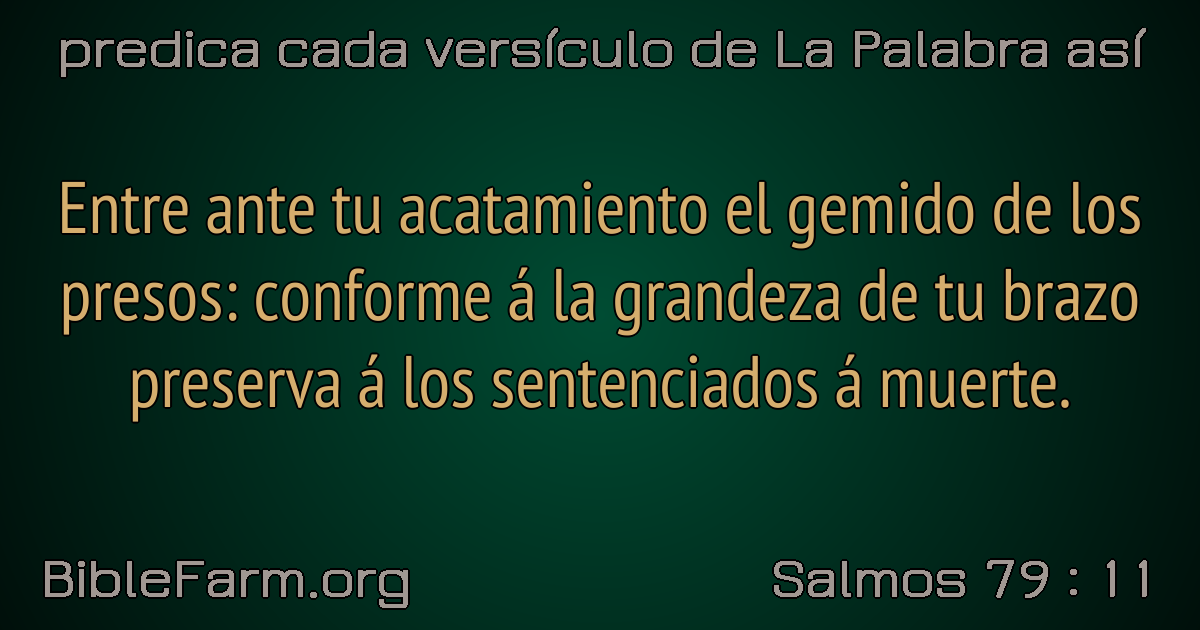 predica cada versículo de La Palabra así
Entre ante tu acatamiento el gemido de los
presos: conforme á la grandeza de tu brazo
preserva á los sentenciados á muerte.
BibleFarm.org
Salmos 79 : 11